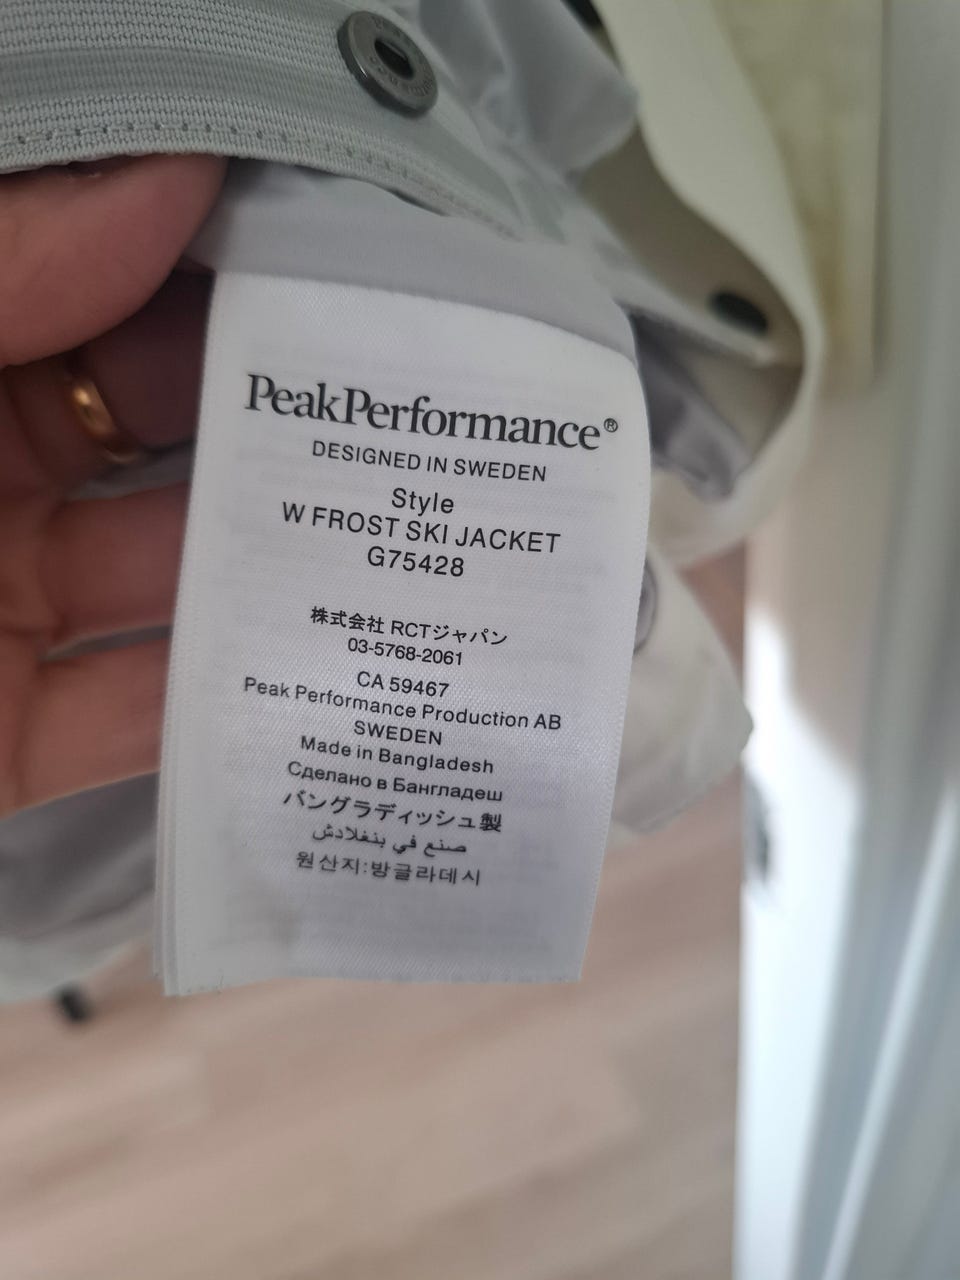 PeakPerformance®
DESIGNED IN SWEDEN
Style
W FROST SKI JACKET
G75428
株式会社 RCTジャパン
03-5768-2061
CA 59467
Peak Performance Production AB
SWEDEN
Made in Bangladesh
Сделано в Бангладеш
バングラディッシュ製
صنع في بنغلادش
원산지:방글라데시